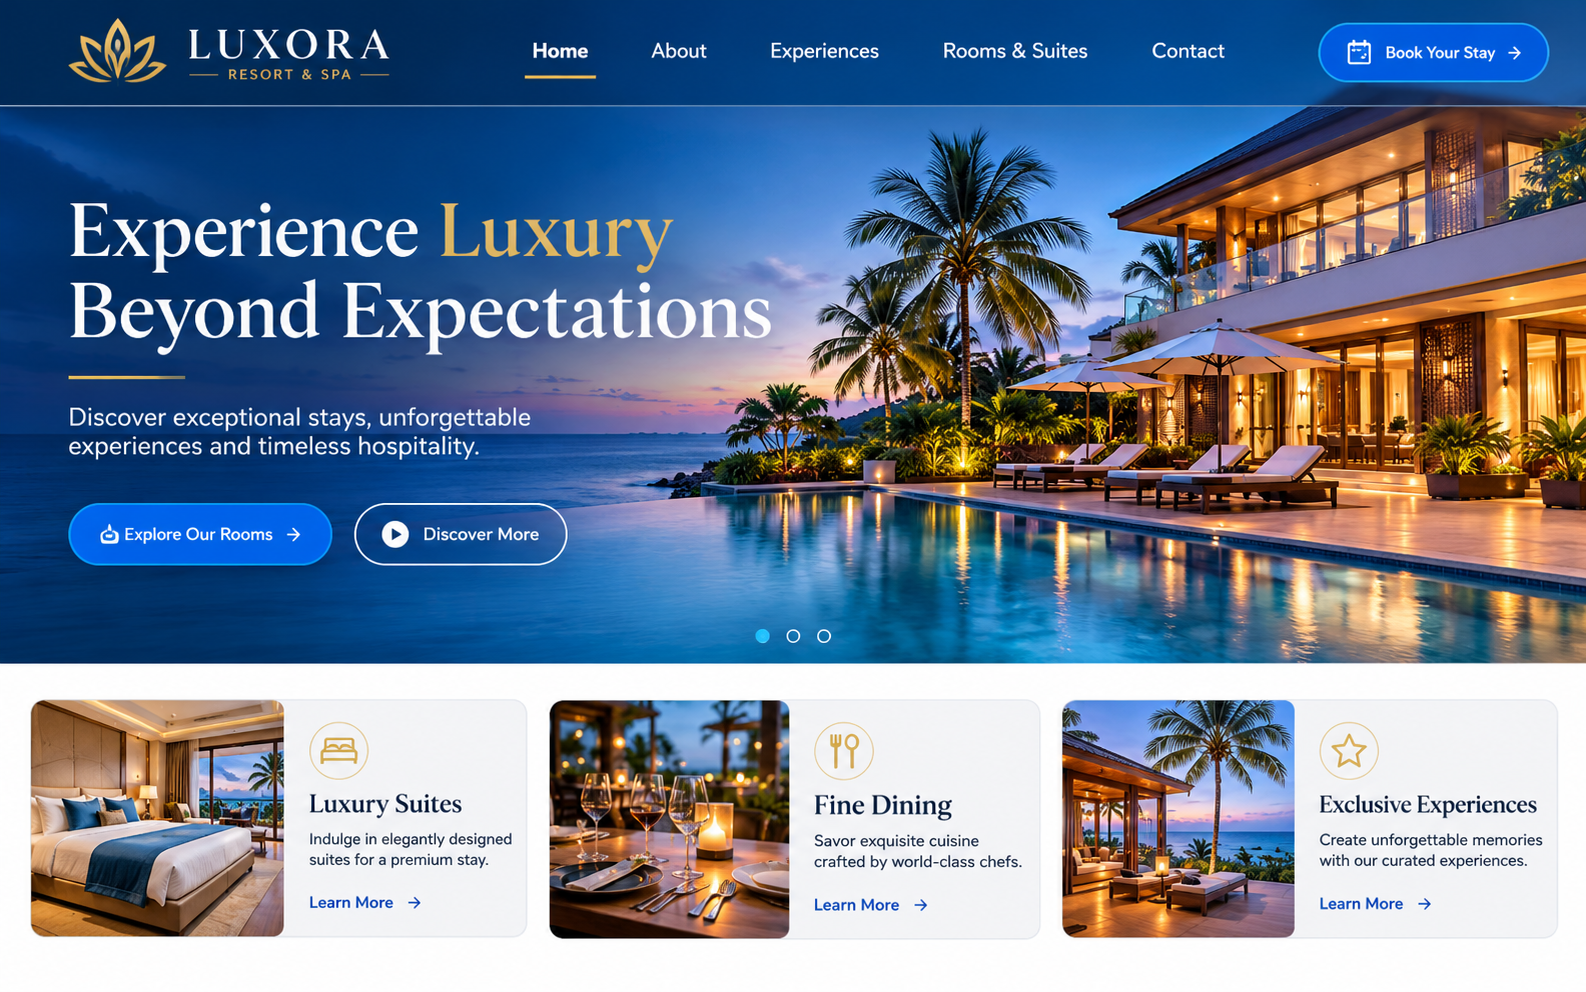 LUXORA
RESORT & SPA
Home
About
Experiences
Rooms & Suites
Contact
Book Your Stay
Experience Luxury
Beyond Expectations
Discover exceptional stays, unforgettable
experiences and timeless hospitality.
Explore Our Rooms
Discover More
Luxury Suites
Indulge in elegantly designed
suites for a premium stay.
Learn More
Fine Dining
Savor exquisite cuisine
crafted by world-class chefs.
Learn More
Exclusive Experiences
Create unforgettable memories
with our curated experiences.
Learn More